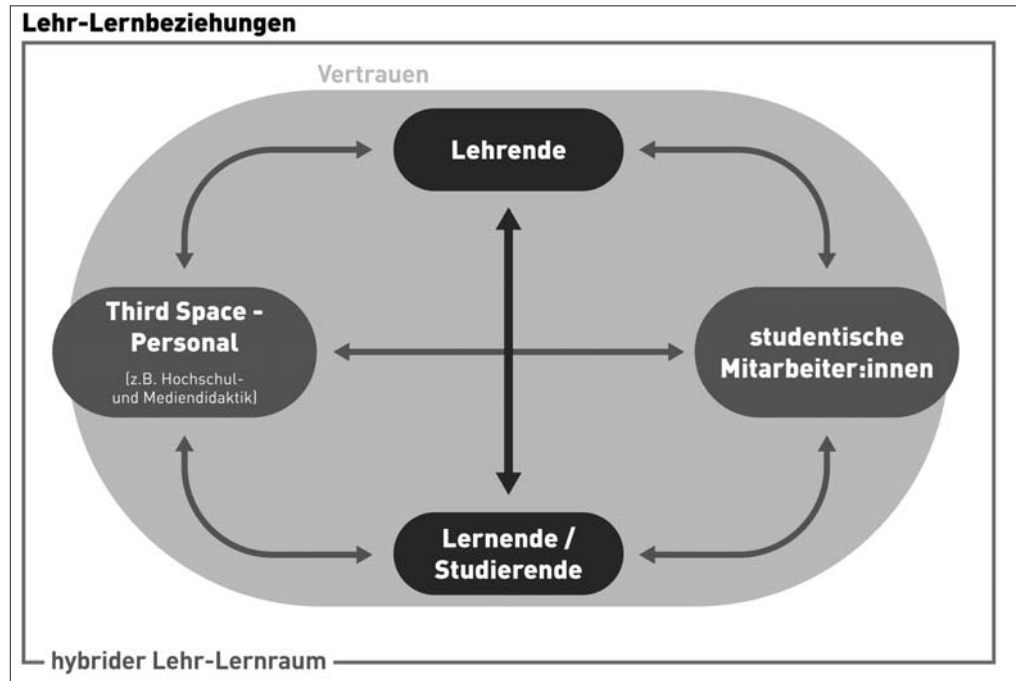 Lehr-Lernbeziehungen
Vertrauen
Lehrende
Third Space -
Personal
(z.B. Hochschul-
und Mediendidaktik)
studentische
Mitarbeiter:innen
Lernende /
Studierende
hybrider Lehr-Lernraum